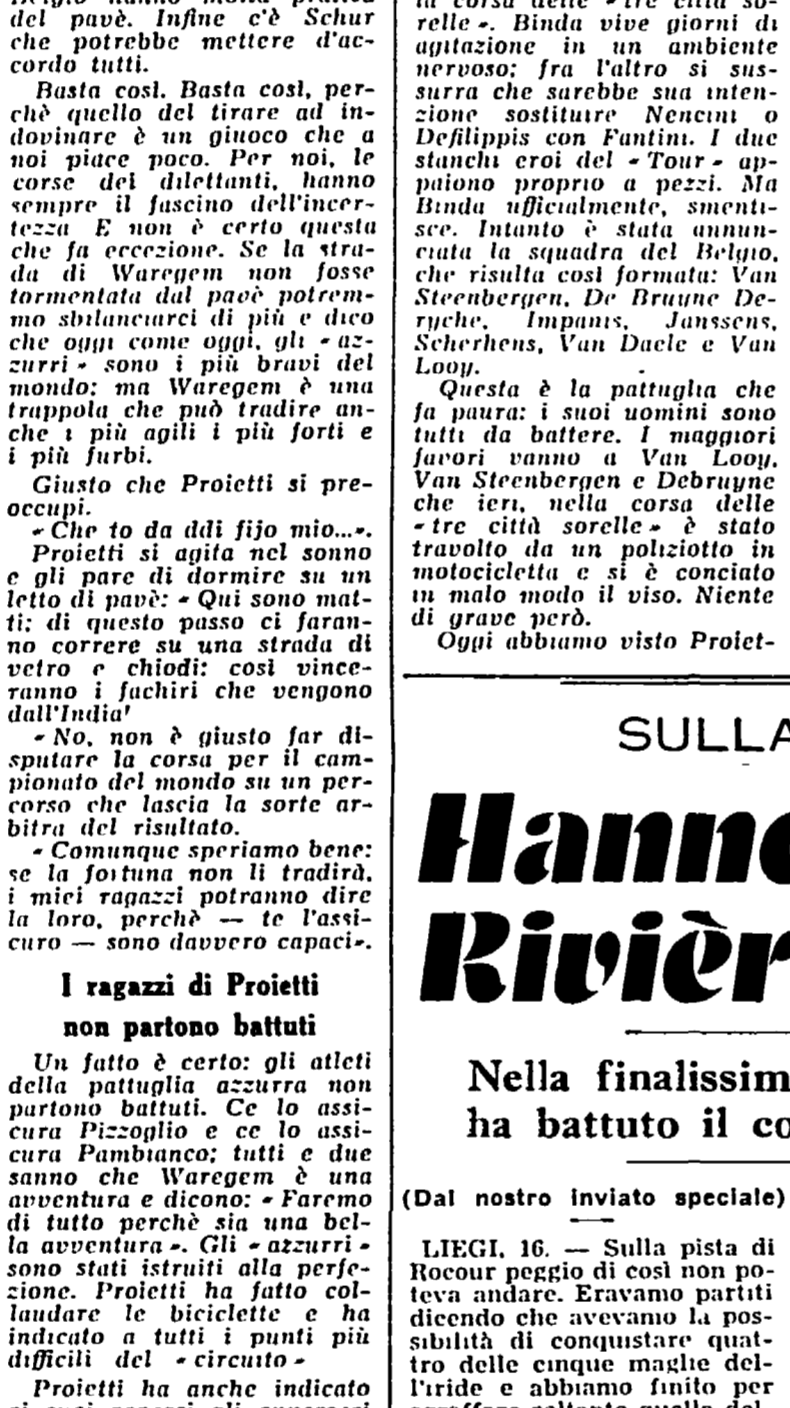 del pavè. Infine c'è Schur
che potrebbe mettere d'ac-
cordo tutti.
Basta così. Basta così, per-
chè quello del tirare ad in-
dovinare è un giuoco che a
noi piace poco. Per noi, le
corse dei dilettanti, hanno
sempre il fascino dell'incer-
tezza E non è certo questa
che fa eccezione. Se la stra-
da di Waregem non fosse
tormentata dal pavè potrem-
mo sbilanciarci di più e dico
che oggi come oggi, gli « az-
zurri » sono i più bravi del
mondo; ma Waregem è una
trappola che può tradire an-
che i più agili i più forti e
i più furbi.
Giusto che Proietti si pre-
occupi.
« Che to da ddi fijo mio...».
Proietti si agita nel sonno
e gli pare di dormire su un
letto di pavè: « Qui sono mat-
ti; di questo passo ci faran-
no correre su una strada di
vetro e chiodi: così vince-
ranno i fachiri che vengono
dall'India!
« No, non è giusto far di-
sputare la corsa per il cam-
pionato del mondo su un per-
corso che lascia la sorte ar-
bitra del risultato.
« Comunque speriamo bene:
se la fortuna non li tradirà,
i miei ragazzi potranno dire
la loro, perchè — te l'assi-
curo — sono davvero capaci».
I ragazzi di Proietti
non partono battuti
Un fatto è certo: gli atleti
della pattuglia azzurra non
partono battuti. Ce lo assi-
cura Pizzoglio e ce lo assi-
cura Pambianco; tutti e due
sanno che Waregem è una
avventura e dicono: « Faremo
di tutto perchè sia una bel-
la avventura ». Gli « azzurri »
sono stati istruiti alla perfe-
zione. Proietti ha fatto col-
laudare le biciclette e ha
indicato a tutti i punti più
difficili del « circuito »
Proietti ha anche indicato
la corsa delle « tre città so-
relle ». Binda vive giorni di
agitazione in un ambiente
nervoso; fra l'altro si sus-
surra che sarebbe sua inten-
zione sostituire Nencini o
Defilippis con Fantini. I due
stanchi eroi del « Tour » ap-
paiono proprio a pezzi. Ma
Binda ufficialmente, smenti-
sce. Intanto è stata annun-
ciata la squadra del Belgio,
che risulta così formata: Van
Steenbergen, De Bruyne De-
ryche, Impanis, Janssens,
Scherhens, Van Daele e Van
Looy.
Questa è la pattuglia che
fa paura: i suoi uomini sono
tutti da battere. I maggiori
favori vanno a Van Looy,
Van Steenbergen e Debruyne
che ieri, nella corsa delle
« tre città sorelle » è stato
travolto da un poliziotto in
motocicletta e si è conciato
in malo modo il viso. Niente
di grave però.
Oggi abbiamo visto Proiet-
SULLA
Hanno
Rivièr
Nella finalissim
ha battuto il co
(Dal nostro inviato speciale)
LIEGI, 16. — Sulla pista di
Rocour peggio di così non po-
teva andare. Eravamo partiti
dicendo che avevamo la pos-
sibilità di conquistare quat-
tro delle cinque maglie del-
l'iride e abbiamo finito per